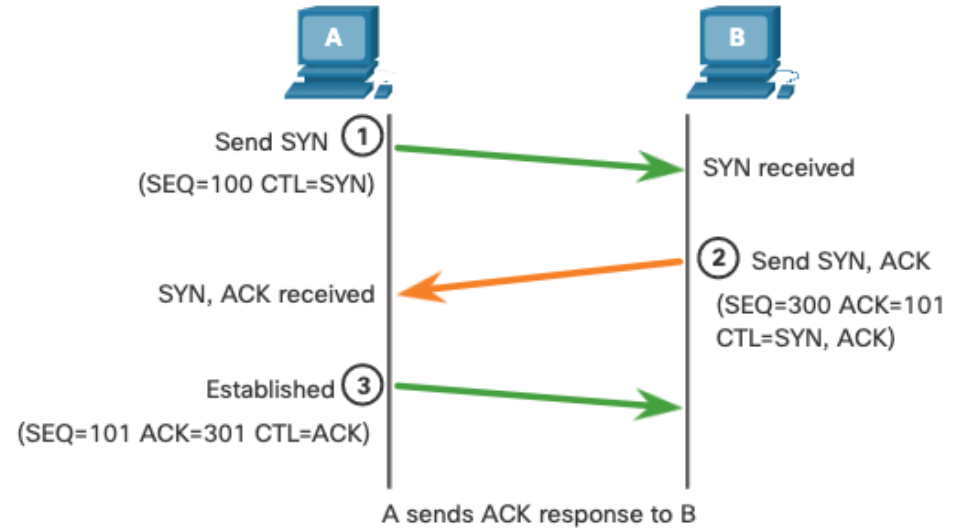 A
B
Send SYN 1
(SEQ=100 CTL=SYN)
SYN received
2 Send SYN, ACK
(SEQ=300 ACK=101
CTL=SYN, ACK)
SYN, ACK received
Established 3
(SEQ=101 ACK=301 CTL=ACK)
A sends ACK response to B